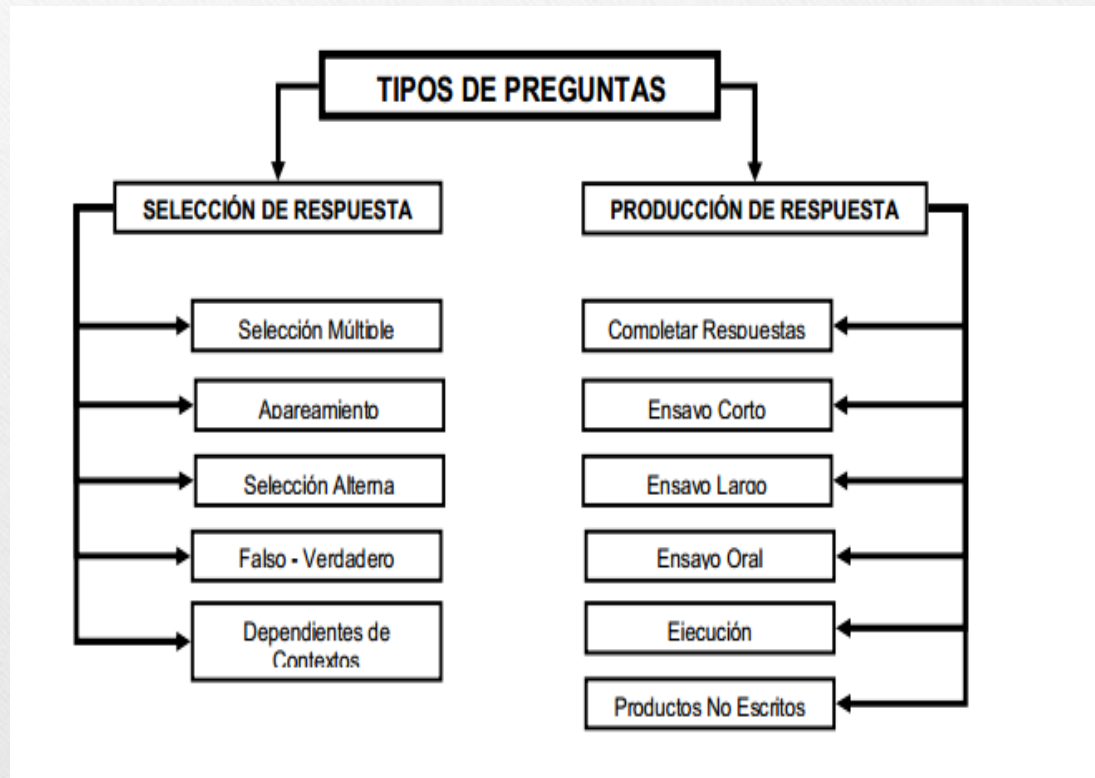 TIPOS DE PREGUNTAS
SELECCIÓN DE RESPUESTA
Selección Múltiple
Apareamiento
Selección Alterna
Falso - Verdadero
Dependientes de
Contextos
PRODUCCIÓN DE RESPUESTA
Completar Respuestas
Ensayo Corto
Ensayo Largo
Ensayo Oral
Ejecución
Productos No Escritos